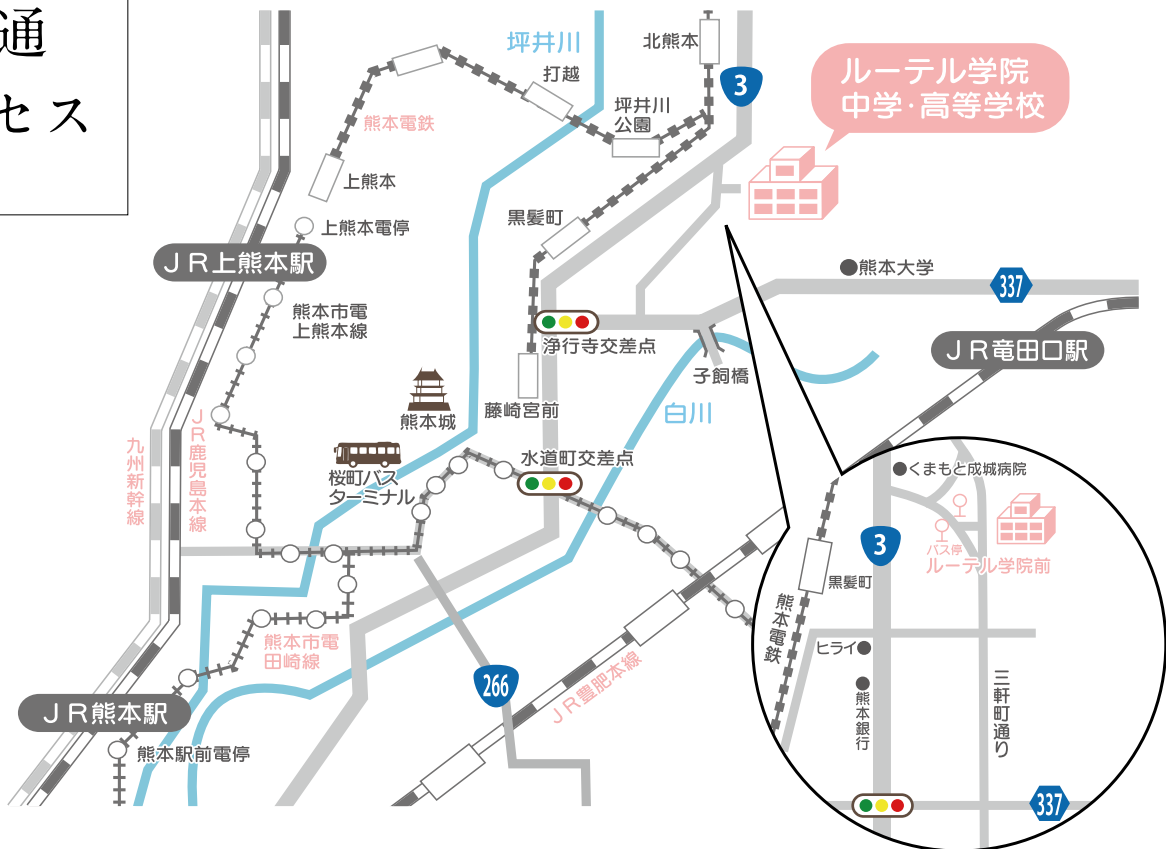 通
セス
坪井川
北熊本
3
ルーテル学院
中学・高等学校
打越
坪井川
公園
熊本電鉄
上熊本
上熊本電停
黒髪町
JR上熊本駅
熊本大学
337
熊本市電
上熊本線
浄行寺交差点
JR竜田口駅
子飼橋
熊本城
藤崎宮前
白川
九州新幹線
JR鹿児島本線
桜町バス
ターミナル
水道町交差点
くまもと成城病院
3
バス停
ルーテル学院前
黒髪町
熊本電鉄
熊本市電
田崎線
ヒライ
266
JR豊肥本線
熊本銀行
三軒町通り
JR熊本駅
熊本駅前電停
337